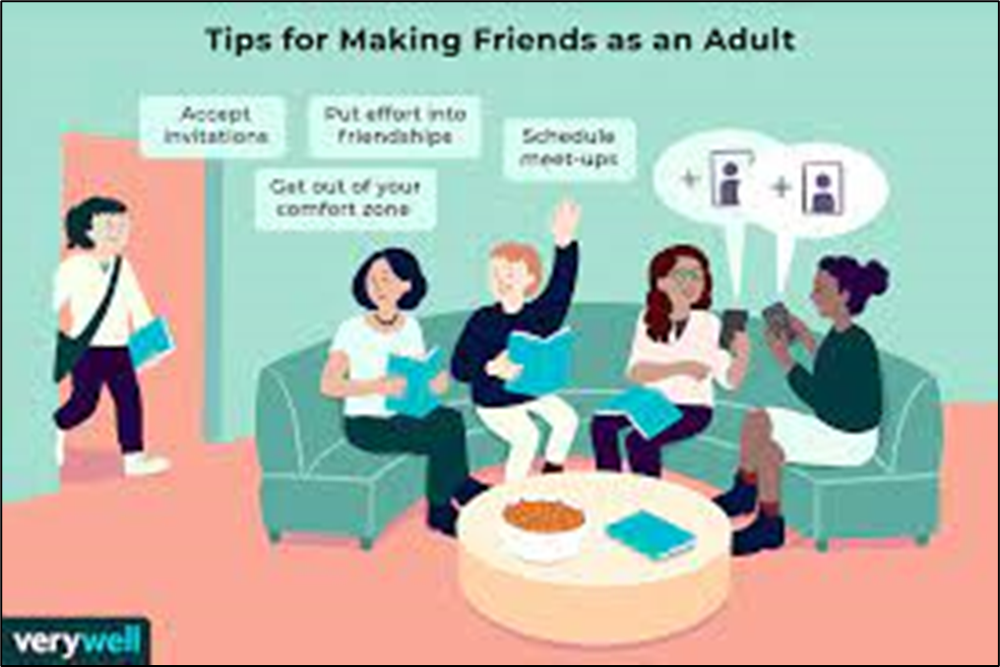 Tips for Making Friends as an Adult
Accept
invitations
Put effort into
friendships
Schedule
meet-ups
Get out of your
comfort zone
+ +
verywell